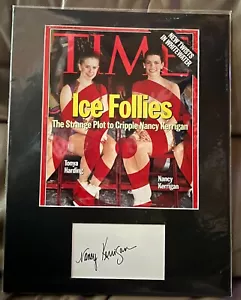 TIME
NEW TWISTS
IN WHITEWATER
Ice Follies
The Strange Plot to Cripple Nancy Kerrigan
Tonya
Harding
Nancy
Kerrigan
Nancy Kerrigan